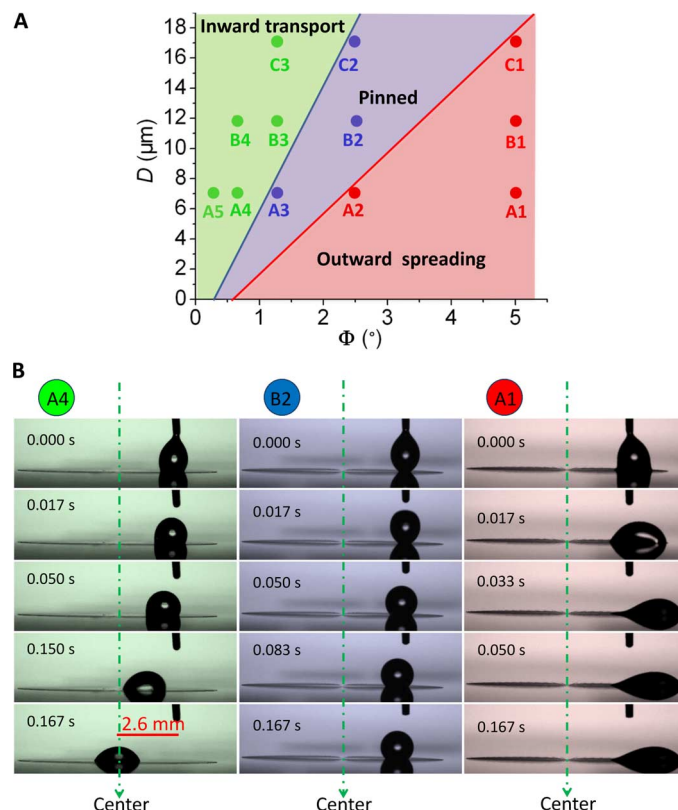 A
Inward transport
18
16
14
12
10
8
6
4
2
0
D (μm)
C3
C2
C1
Pinned
B4
B3
B2
B1
A5
A4
A3
A2
A1
Outward spreading
0
1
2
3
4
5
Φ (°)
B
A4
B2
A1
0.000 s
0.000 s
0.000 s
0.017 s
0.017 s
0.017 s
0.050 s
0.050 s
0.033 s
0.150 s
0.083 s
0.050 s
0.167 s
2.6 mm
0.167 s
0.167 s
Center
Center
Center